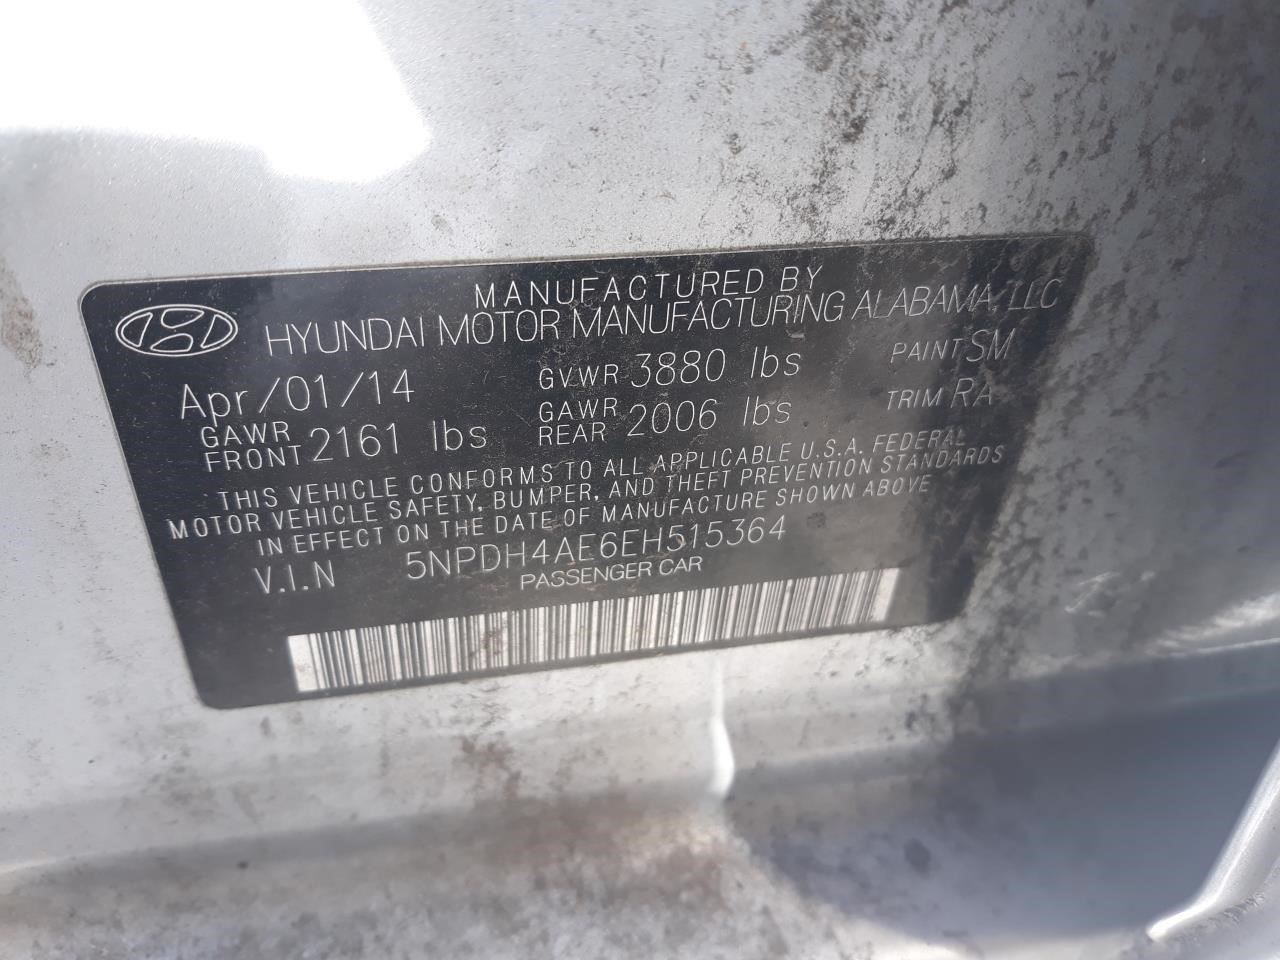 MANUFACTURED BY
HYUNDAI MOTOR MANUFACTURING ALABAMA, LLC
Apr/01/14 GVWR 3880 lbs PAINT SM
GAWR FRONT 2161 lbs GAWR REAR 2006 lbs TRIM RA
THIS VEHICLE CONFORMS TO ALL APPLICABLE U.S.A. FEDERAL
MOTOR VEHICLE SAFETY, BUMPER, AND THEFT PREVENTION STANDARDS
IN EFFECT ON THE DATE OF MANUFACTURE SHOWN ABOVE
V.I.N 5NPDH4AE6EH515364
PASSENGER CAR